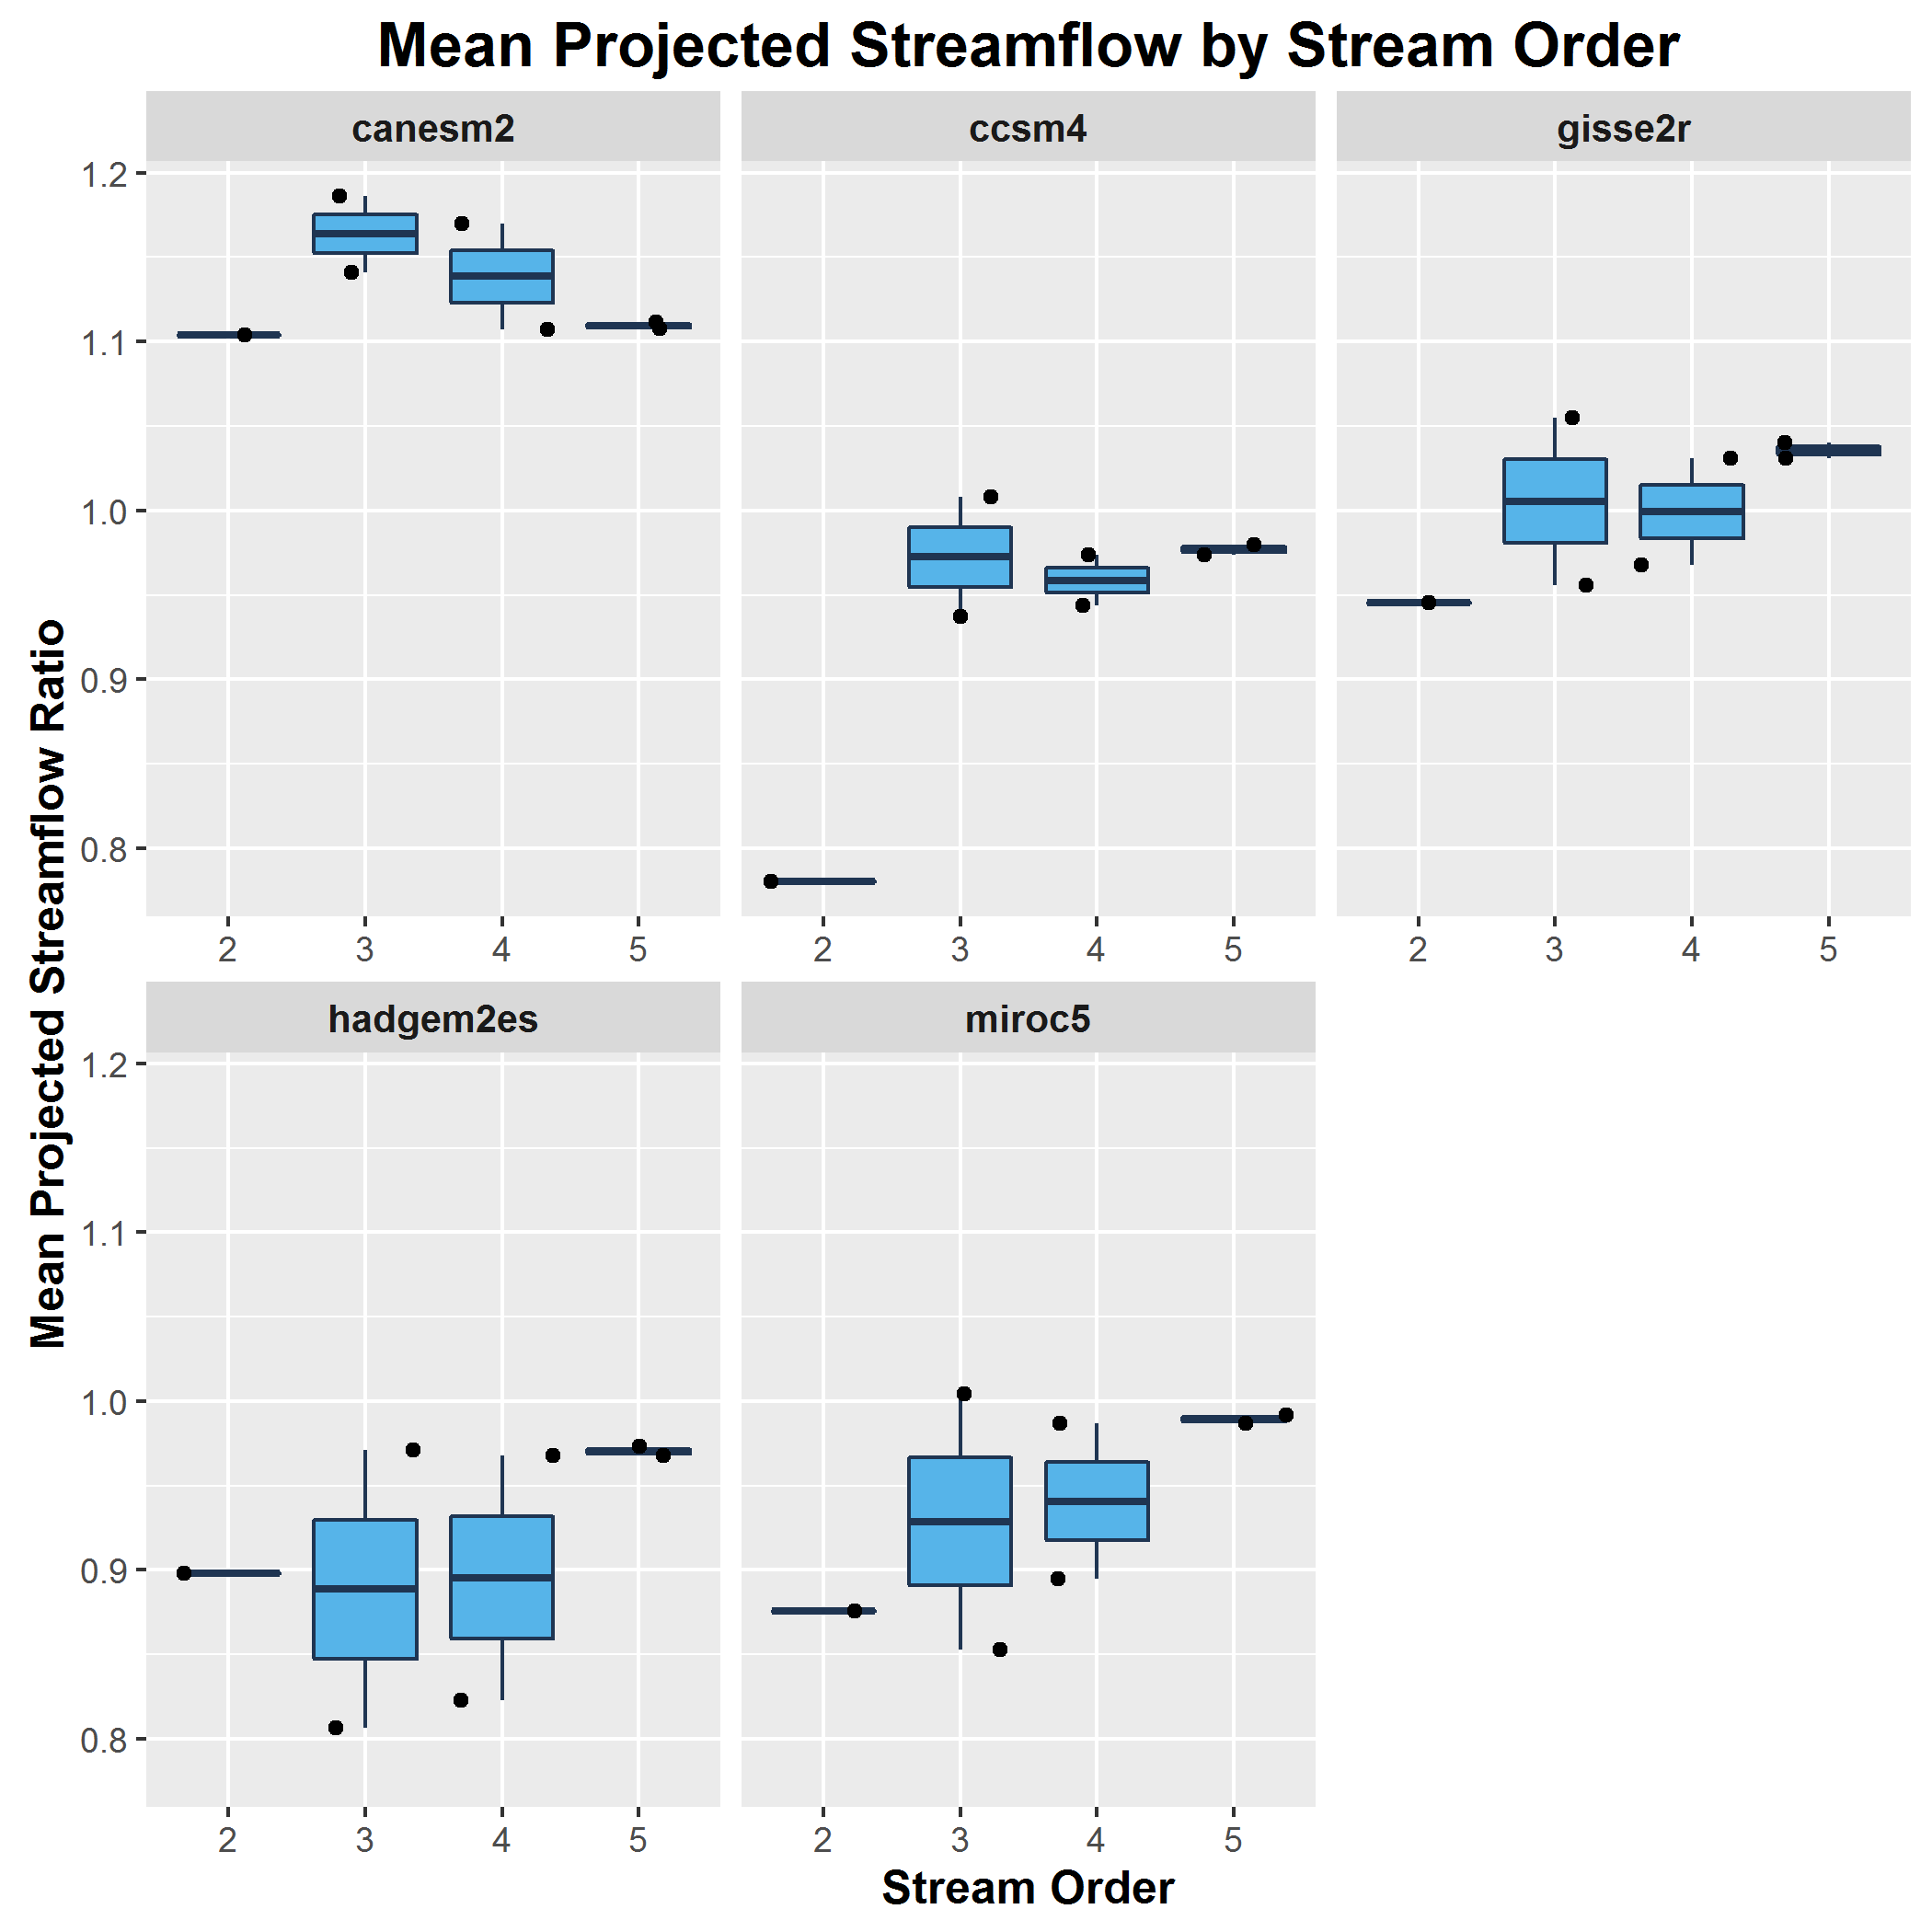 Mean Projected Streamflow by Stream Order
canesm2 ccsm4 gisse2r
1.2
1.1
1.0
0.9
0.8
2 3 4 5 2 3 4 5 2 3 4 5
Mean Projected Streamflow Ratio
hadgem2es miroc5
1.2
1.1
1.0
0.9
0.8
2 3 4 5 2 3 4 5
Stream Order